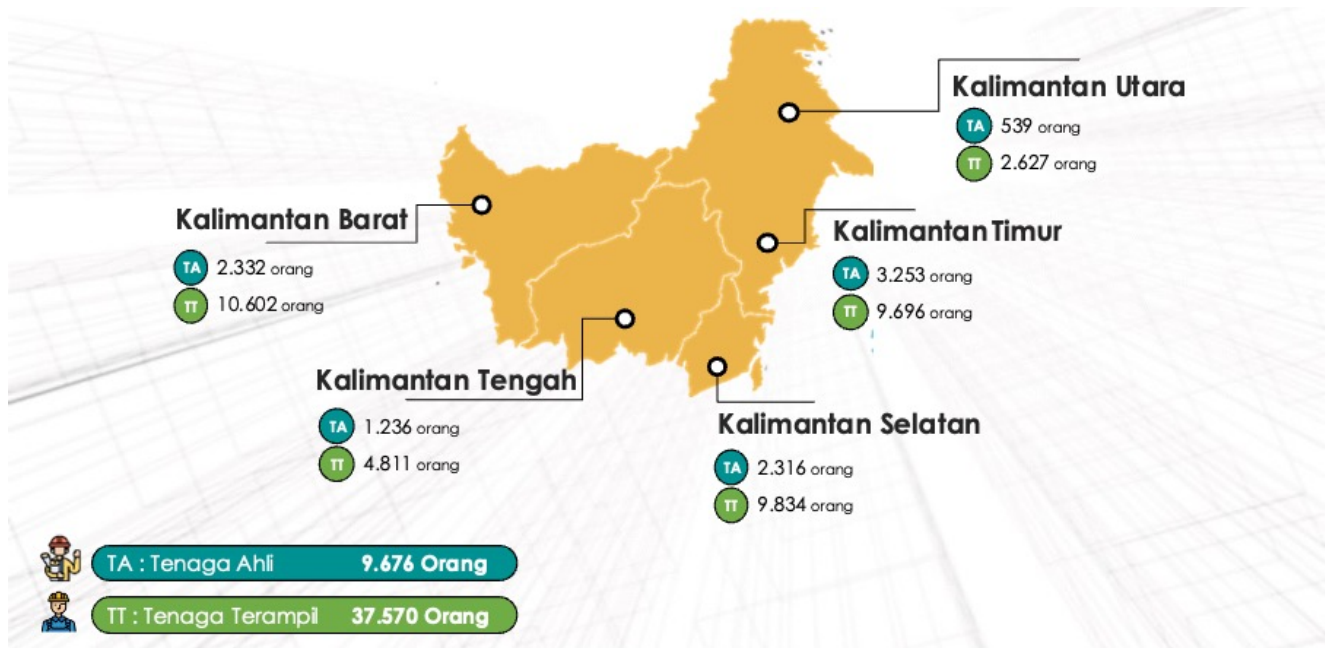 Kalimantan Utara
TA 539 orang
TT 2.627 orang
Kalimantan Barat
TA 2.332 orang
TT 10.602 orang
Kalimantan Timur
TA 3.253 orang
TT 9.696 orang
Kalimantan Tengah
TA 1.236 orang
TT 4.811 orang
Kalimantan Selatan
TA 2.316 orang
TT 9.834 orang
TA : Tenaga Ahli 9.676 Orang
TT : Tenaga Terampil 37.570 Orang